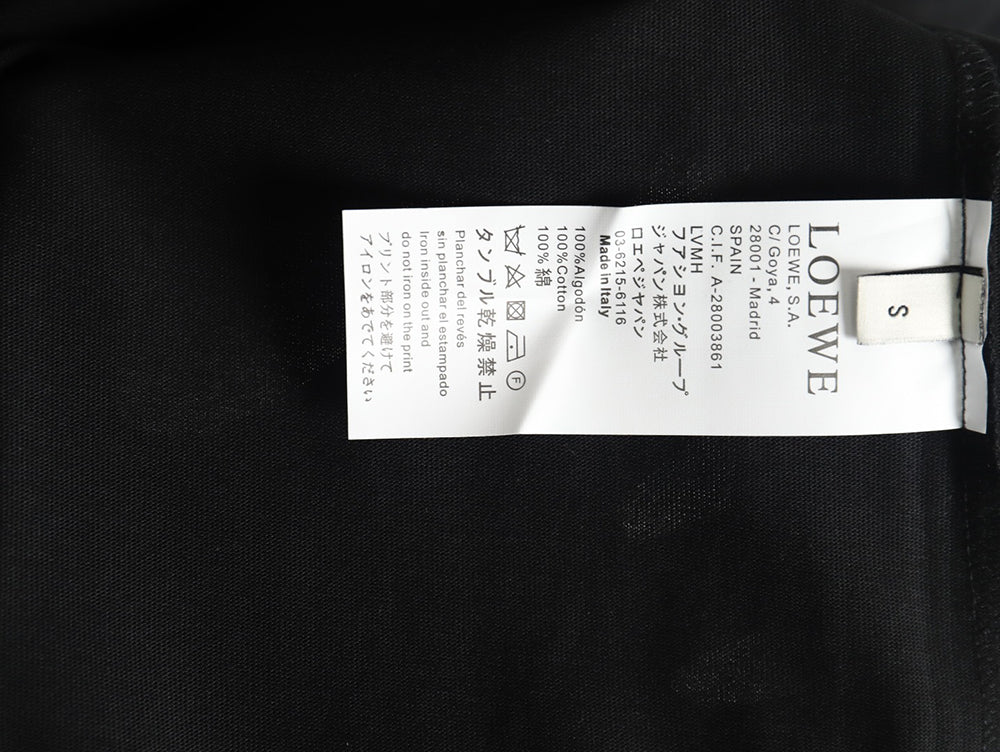 LOEWE
LOEWE, S.A.
C/ Goya, 4
28001 - Madrid
SPAIN
C.I.F. A-28003861
LVMH
フアシヨン·グループ
ジャパン株式会社
ロエベジャパン
03-6215-6116
Made in Italy
100%Algodón
100%Cotton
100% 綿
F
タンブル乾燥禁止
Planchar del revés
sin planchar el estampado
Iron inside out and
do not iron on the print
プリント部分を避けて
アイロンをあでてください
S